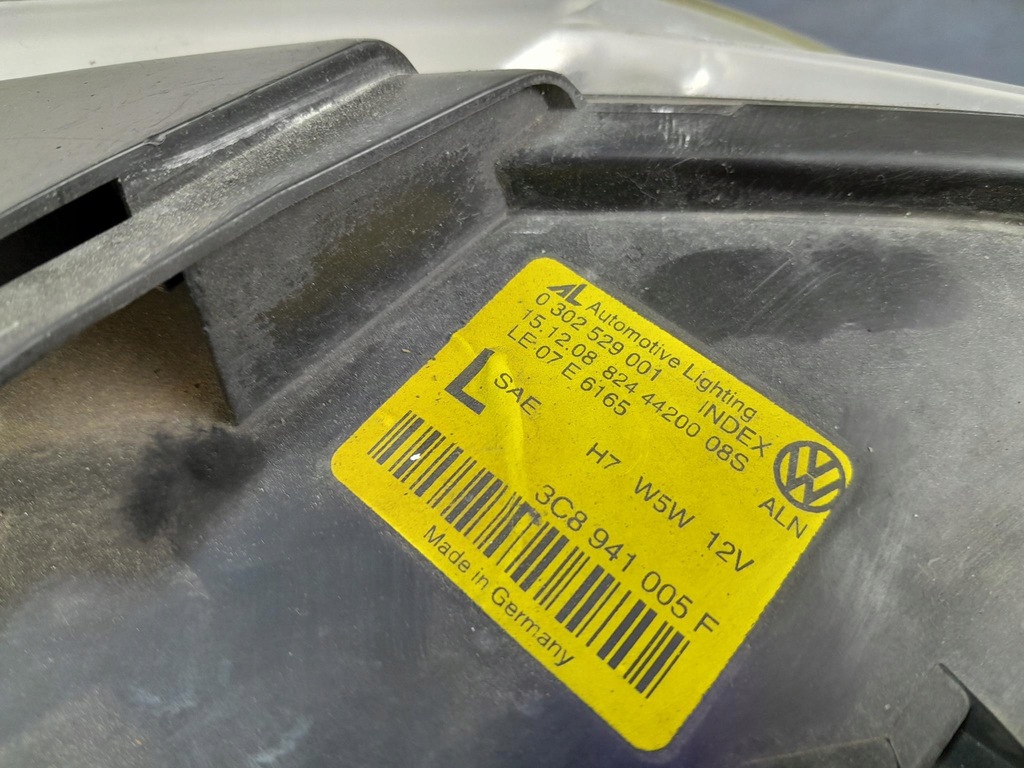 AL Automotive Lighting
0 302 529 001 INDEX
15.12.08 824 44200 08S
LE-07 E 6165
L SAE
H7 W5W 12V
VW
ALN
3C8 941 005 F
Made in Germany